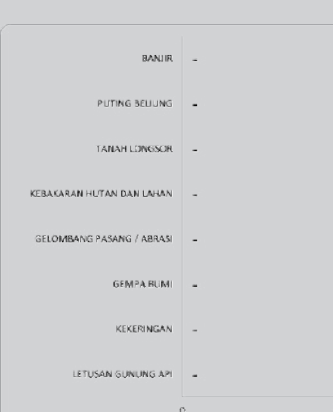 BANJIR -
PUTING BELIUNG -
TANAH LONGSOR -
KEBAKARAN HUTAN DAN LAHAN -
GELOMBANG PASANG / ABRASI -
GEMPA BUMI -
KEKERINGAN -
LETUSAN GUNUNG API -